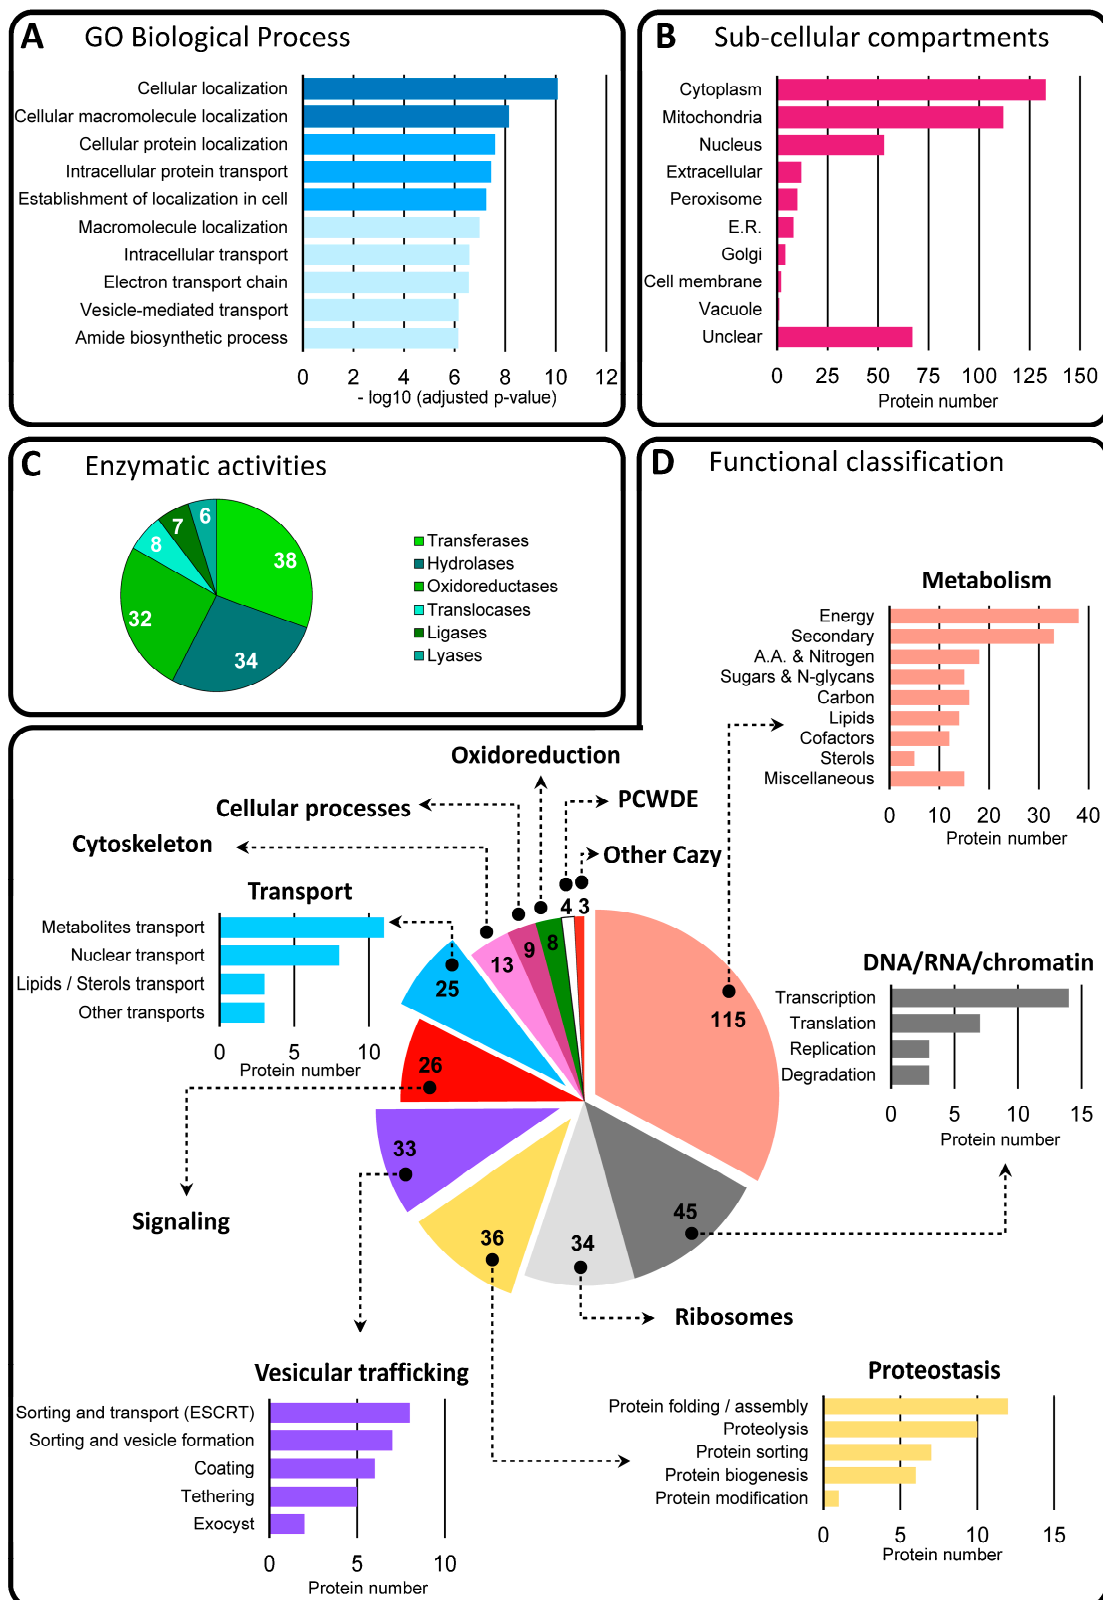 A GO Biological Process
Cellular localization
Cellular macromolecule localization
Cellular protein localization
Intracellular protein transport
Establishment of localization in cell
Macromolecule localization
Intracellular transport
Electron transport chain
Vesicle-mediated transport
Amide biosynthetic process
0 2 4 6 8 10 12
- log10 (adjusted p-value)
B Sub-cellular compartments
Cytoplasm
Mitochondria
Nucleus
Extracellular
Peroxisome
E.R.
Golgi
Cell membrane
Vacuole
Unclear
0 25 50 75 100 125 150
Protein number
C Enzymatic activities
38
34
32
8
7
6
Transferases
Hydrolases
Oxidoreductases
Translocases
Ligases
Lyases
D Functional classification
Metabolism
Energy
Secondary
A.A. & Nitrogen
Sugars & N-glycans
Carbon
Lipids
Cofactors
Sterols
Miscellaneous
0 10 20 30 40
Protein number
Oxidoreduction
PCWDE
Cellular processes
Other Cazy
Cytoskeleton
Transport
Metabolites transport
Nuclear transport
Lipids / Sterols transport
Other transports
0 5 10
Protein number
DNA/RNA/chromatin
Transcription
Translation
Replication
Degradation
0 5 10 15
Protein number
4 3
8
9
13
25
115
26
33
45
36
34
Signaling
Ribosomes
Vesicular trafficking
Sorting and transport (ESCRT)
Sorting and vesicle formation
Coating
Tethering
Exocyst
0 5 10
Protein number
Proteostasis
Protein folding / assembly
Proteolysis
Protein sorting
Protein biogenesis
Protein modification
0 5 10 15
Protein number